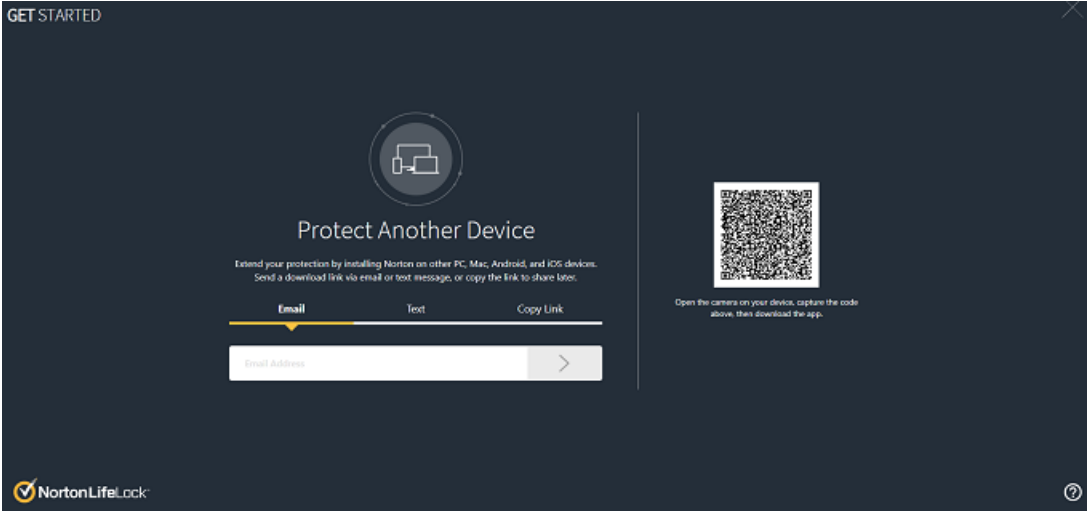 GET STARTED
Protect Another Device
Extend your protection by installing Norton on other PC, Mac, Android, and iOS devices.
Send a download link via email or text message, or copy the link to share later.
Email Text Copy Link
Email Address
Open the camera on your device, capture the code
above, then download the app.
NortonLifeLock
?